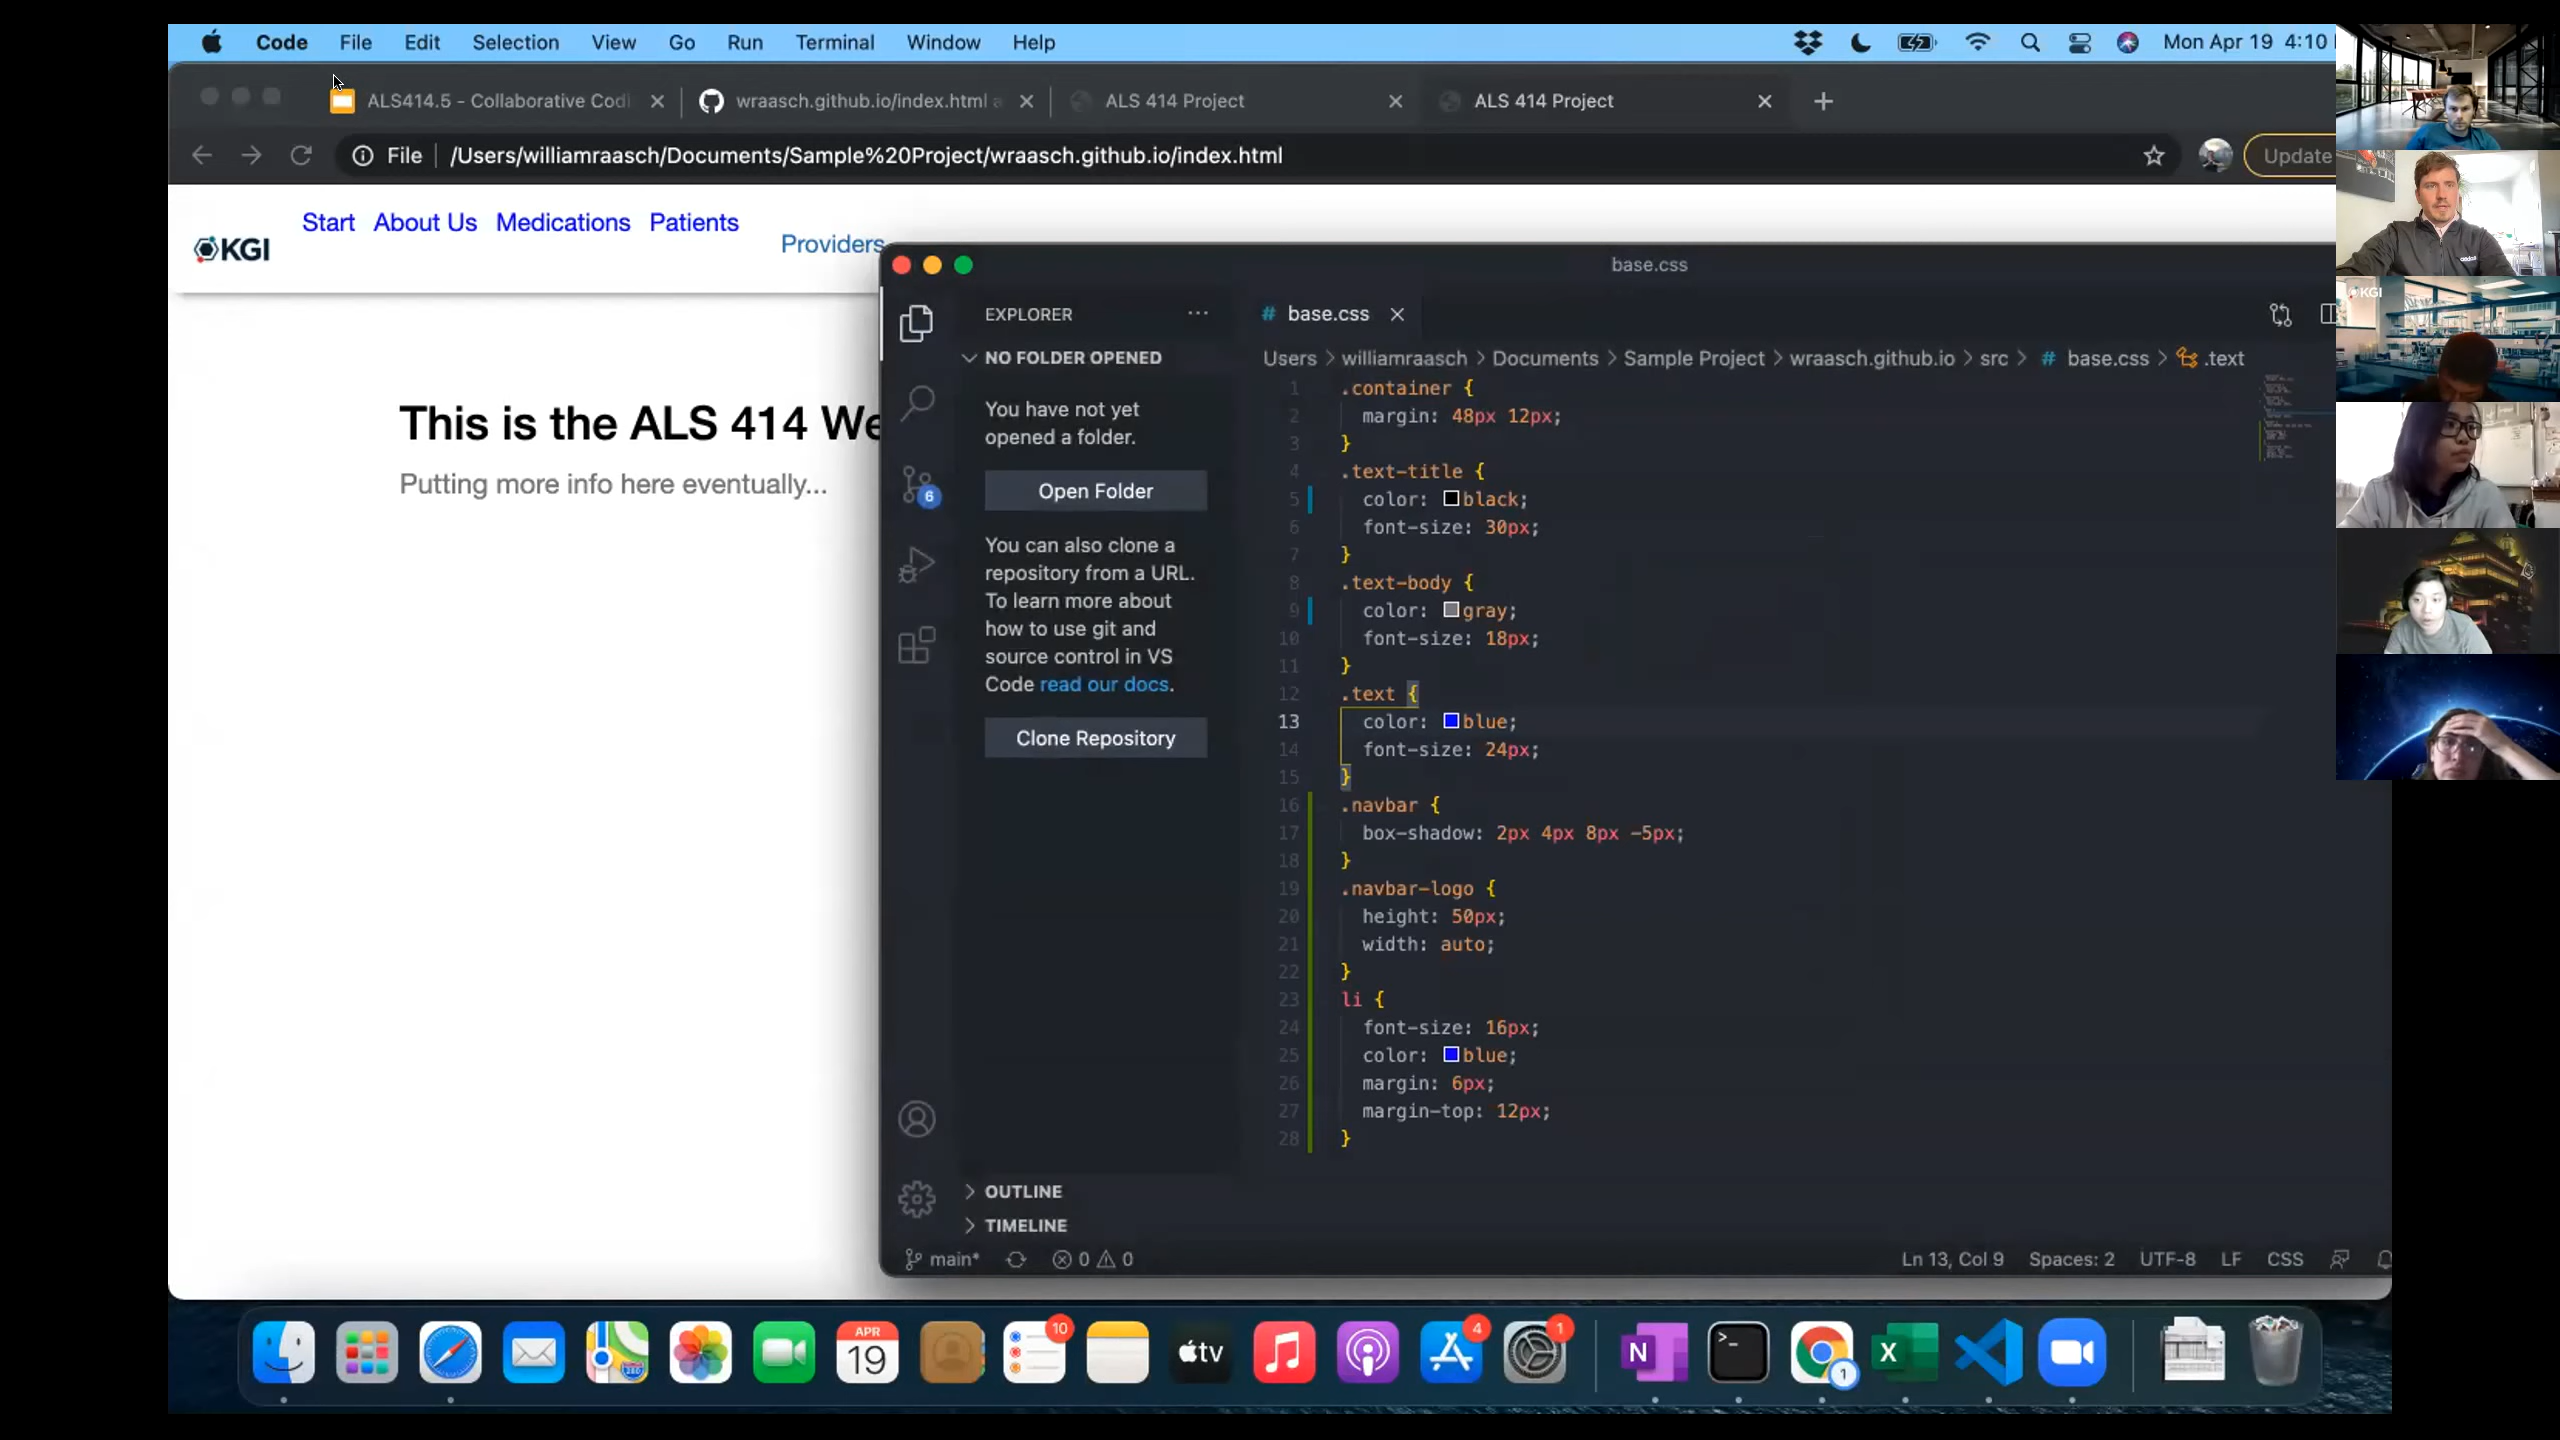 Code File Edit Selection View Go Run Terminal Window Help Mon Apr 19 4:10
ALS414.5 - Collaborative Codi
wraasch.github.io/index.html a
ALS 414 Project
ALS 414 Project
File /Users/williamraasch/Documents/Sample%20Project/wraasch.github.io/index.html
Update
KGI
Start About Us Medications Patients
Providers
This is the ALS 414 We
Putting more info here eventually...
base.css
EXPLORER
NO FOLDER OPENED
You have not yet
opened a folder.
Open Folder
You can also clone a
repository from a URL.
To learn more about
how to use git and
source control in VS
Code read our docs.
Clone Repository
OUTLINE
TIMELINE
6
# base.css
Users > williamraasch > Documents > Sample Project > wraasch.github.io > src > # base.css > .text
1 .container {
2 margin: 48px 12px;
3 }
4 .text-title {
5 color: black;
6 font-size: 30px;
7 }
8 .text-body {
9 color: gray;
10 font-size: 18px;
11 }
12 .text {
13 color: blue;
14 font-size: 24px;
15 }
16 .navbar {
17 box-shadow: 2px 4px 8px -5px;
18 }
19 .navbar-logo {
20 height: 50px;
21 width: auto;
22 }
23 li {
24 font-size: 16px;
25 color: blue;
26 margin: 6px;
27 margin-top: 12px;
28 }
main* 0 0 Ln 13, Col 9 Spaces: 2 UTF-8 LF CSS
KGI
APR
19
10
tv
4
1
N
>_
1
X